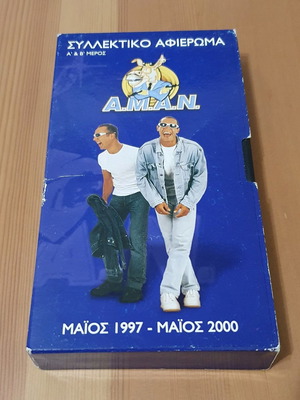 ΣΥΛΛΕΚΤΙΚΟ ΑΦΙΕΡΩΜΑ
Α' & Β' ΜΕΡΟΣ
Α.Μ.Α.Ν.
ΜΑΪΟΣ 1997 - ΜΑΪΟΣ 2000